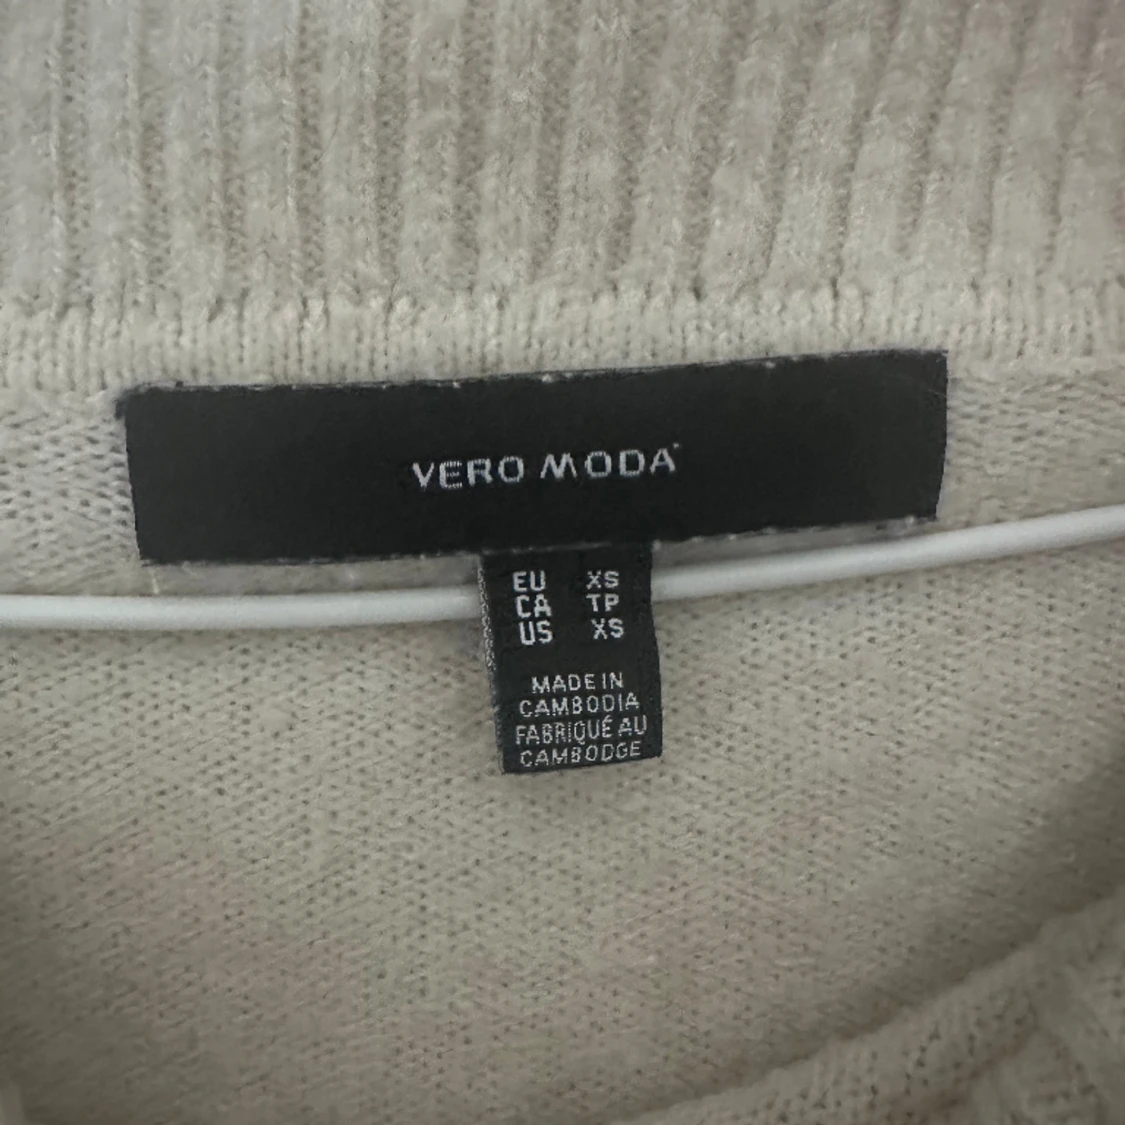 VERO MODA
EU XS
CA TP
US XS
MADE IN
CAMBODIA
FABRIQUÉ AU
CAMBODGE